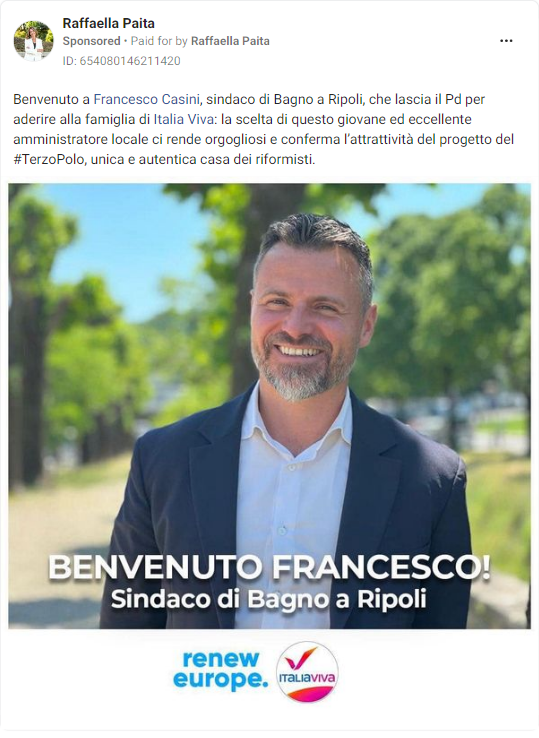 Raffaella Paita
Sponsored • Paid for by Raffaella Paita
ID: 654080146211420
Benvenuto a Francesco Casini, sindaco di Bagno a Ripoli, che lascia il Pd per
aderire alla famiglia di Italia Viva: la scelta di questo giovane ed eccellente
amministratore locale ci rende orgogliosi e conferma l’attrattività del progetto del
#TerzoPolo, unica e autentica casa dei riformisti.
BENVENUTO FRANCESCO!
Sindaco di Bagno a Ripoli
renew
europe.
ITALIAVIVA